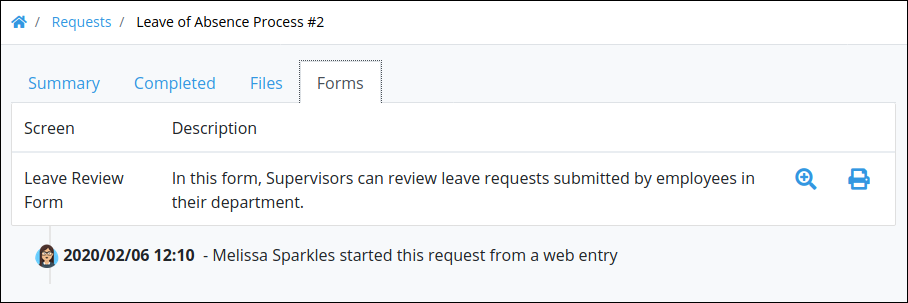 / Requests / Leave of Absence Process #2
Summary Completed Files Forms
Screen Description
Leave Review In this form, Supervisors can review leave requests submitted by employees in
Form their department.
2020/02/06 12:10 - Melissa Sparkles started this request from a web entry